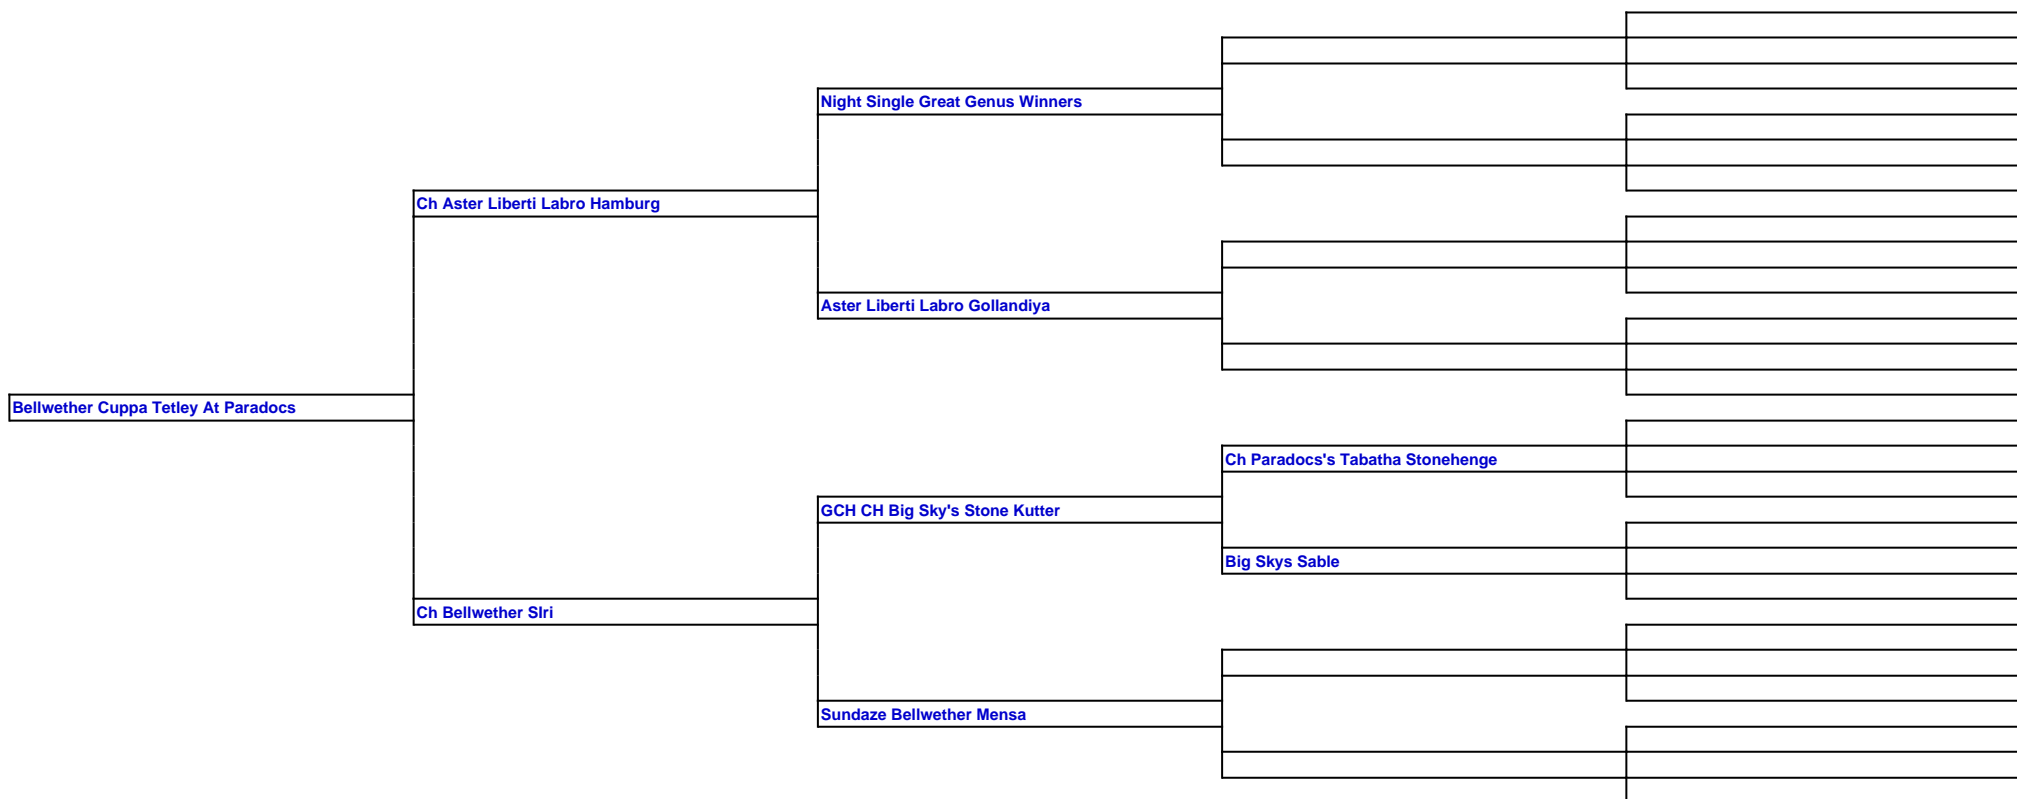 Night Single Great Genus Winners
Ch Aster Liberti Labro Hamburg
Aster Liberti Labro Gollandiya
Bellwether Cuppa Tetley At Paradocs
Ch Paradocs's Tabatha Stonehenge
GCH CH Big Sky's Stone Kutter
Big Skys Sable
Ch Bellwether SIri
Sundaze Bellwether Mensa